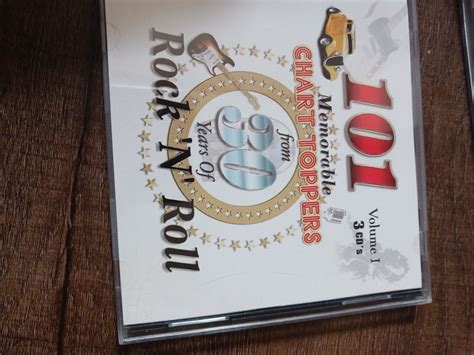 101
Memorable
CHART TOPPERS
from
30
Years Of
Rock 'N' Roll
Volume I
3 CD's